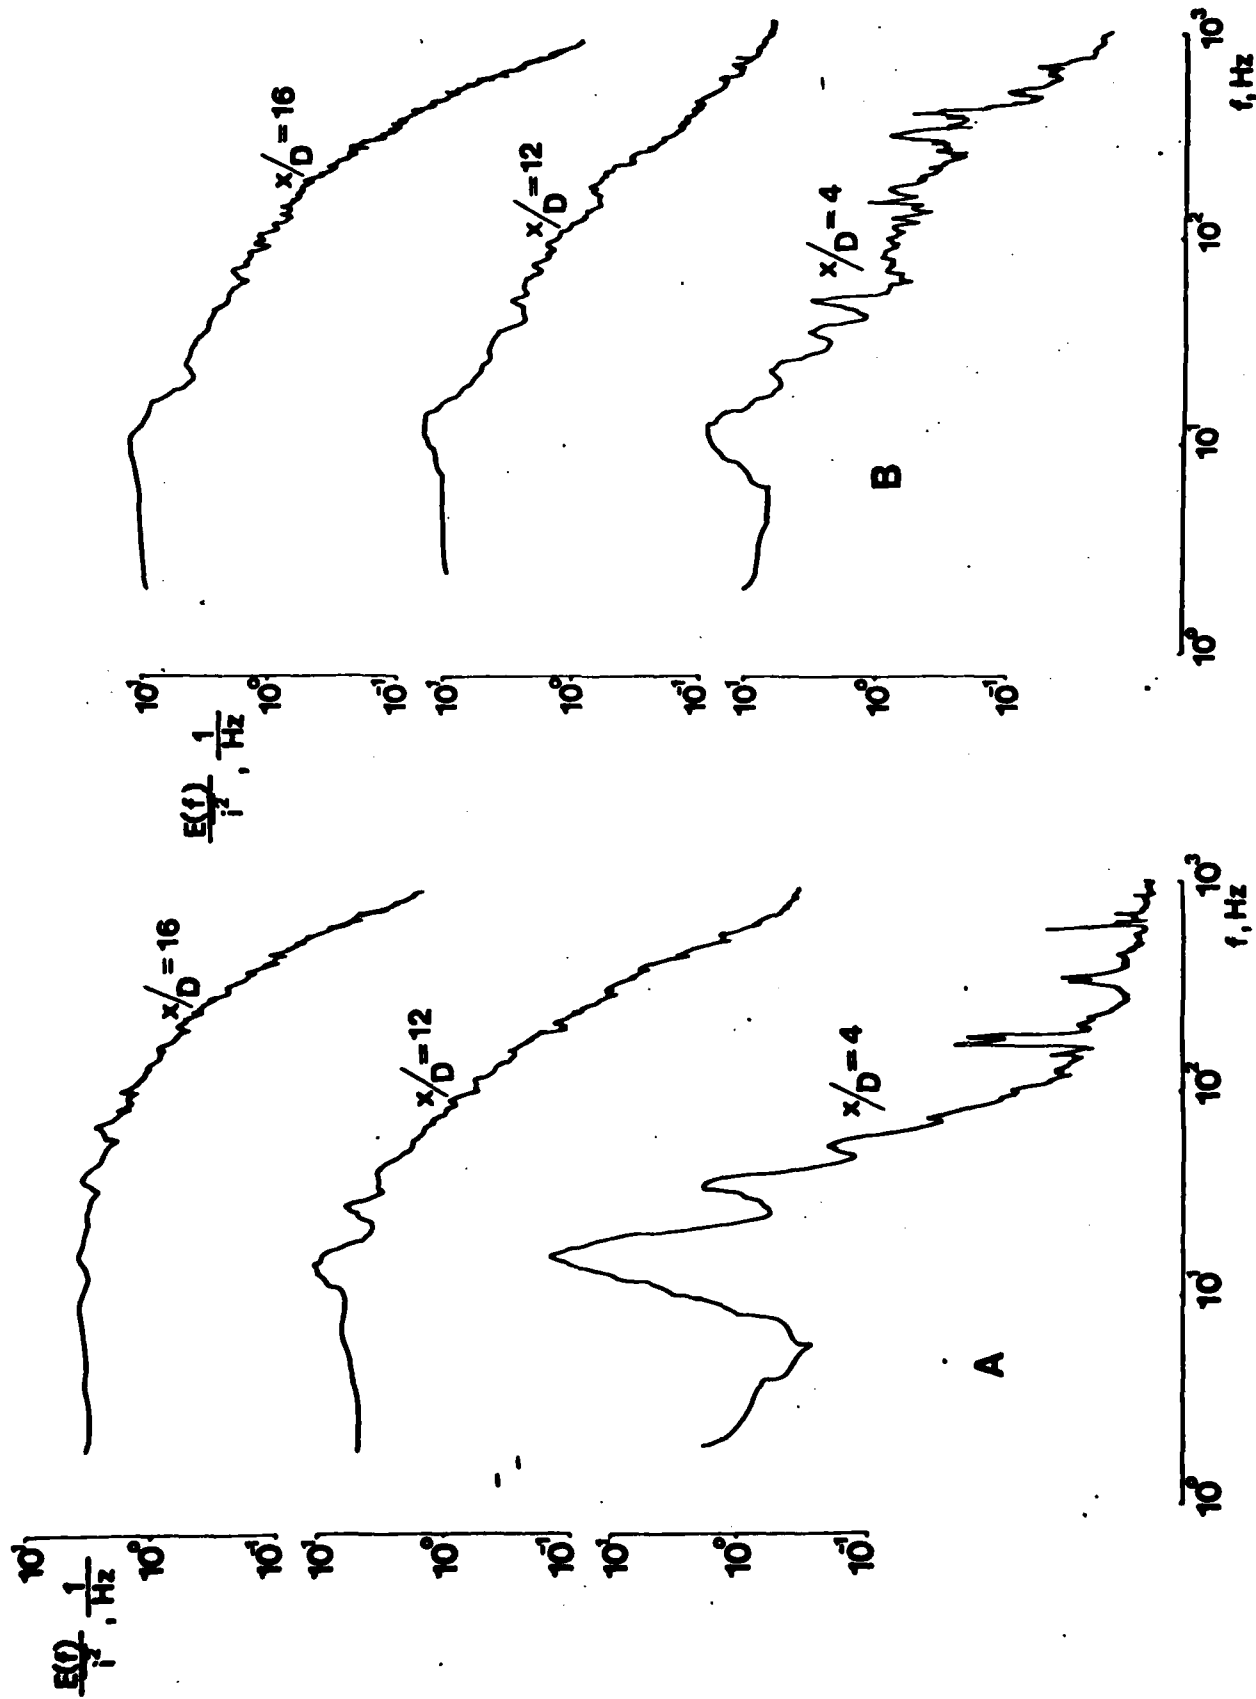 E(f)/i², 1/Hz
10¹
10⁰
10⁻¹
10¹
10⁰
10⁻¹
10¹
10⁰
10⁻¹
x/D = 16
x/D = 12
x/D = 4
A
10⁰ 10¹ 10² 10³
f, Hz
E(f)/i², 1/Hz
10¹
10⁰
10⁻¹
10¹
10⁰
10⁻¹
10¹
10⁰
10⁻¹
x/D = 16
x/D = 12
x/D = 4
B
10⁰ 10¹ 10² 10³
f, Hz